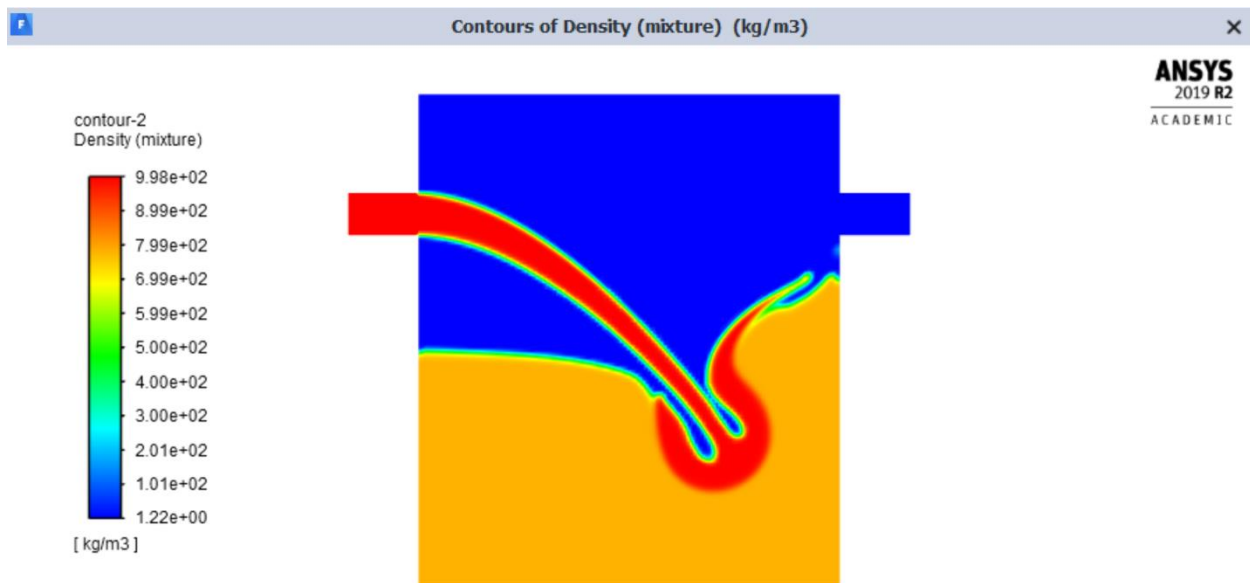 F
Contours of Density (mixture) (kg/m3)
ANSYS
2019 R2
ACADEMIC
contour-2
Density (mixture)
9.98e+02
8.99e+02
7.99e+02
6.99e+02
5.99e+02
5.00e+02
4.00e+02
3.00e+02
2.01e+02
1.01e+02
1.22e+00
[ kg/m3 ]